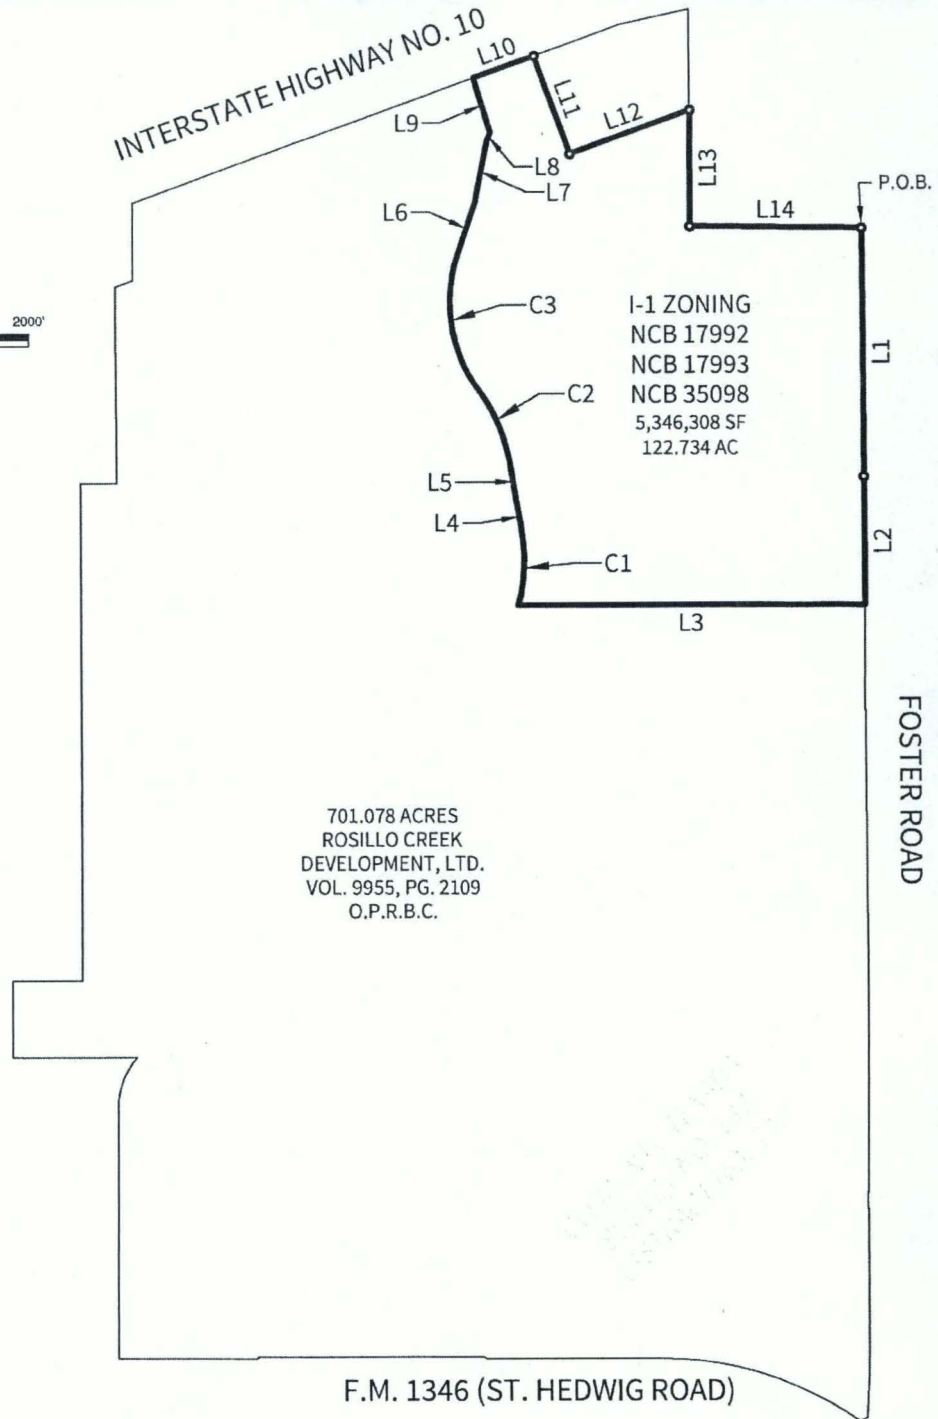 INTERSTATE HIGHWAY NO. 10
L10
L11
L12
L9
L8
L7
L13
P.O.B.
L14
L6
C3
2000'
I-1 ZONING
NCB 17992
NCB 17993
NCB 35098
5,346,308 SF
122.734 AC
L1
C2
L5
L4
L2
C1
L3
FOSTER ROAD
701.078 ACRES
ROSILLO CREEK
DEVELOPMENT, LTD.
VOL. 9955, PG. 2109
O.P.R.B.C.
F.M. 1346 (ST. HEDWIG ROAD)